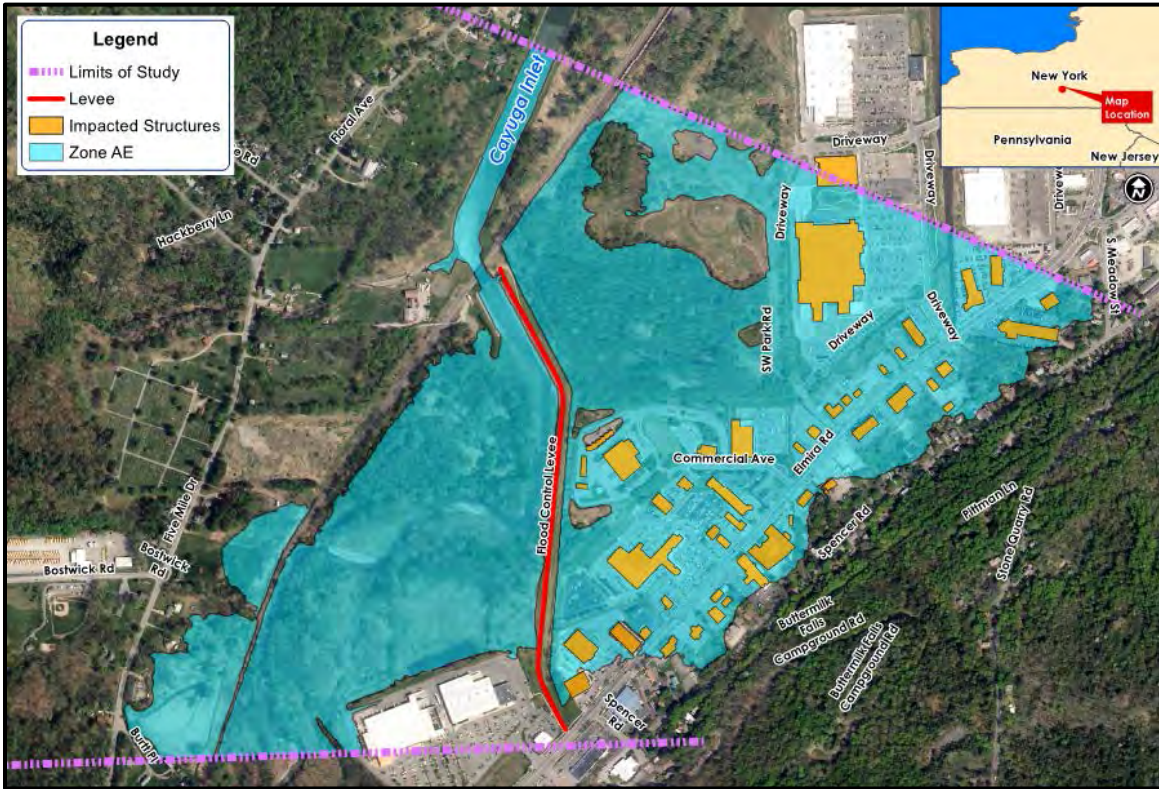 Legend
Limits of Study
Levee
Impacted Structures
Zone AE
New York
Map
Location
Pennsylvania
New Jersey
N
Cayuga Inlet
Floral Ave
Hackberry Ln
Driveway
Driveway
Driveway
S Meadow St
Driveway
Driveway
SW Park Rd
Flood Control Levee
Commercial Ave
Elmira Rd
Five Mile Dr
Bostwick Rd
Bostwick
Rd
Spencer Rd
Pittman Ln
Stone Quarry Rd
Buttermilk
Falls
Campground Rd
Buttermilk Falls
Campground Rd
Spencer
Rd